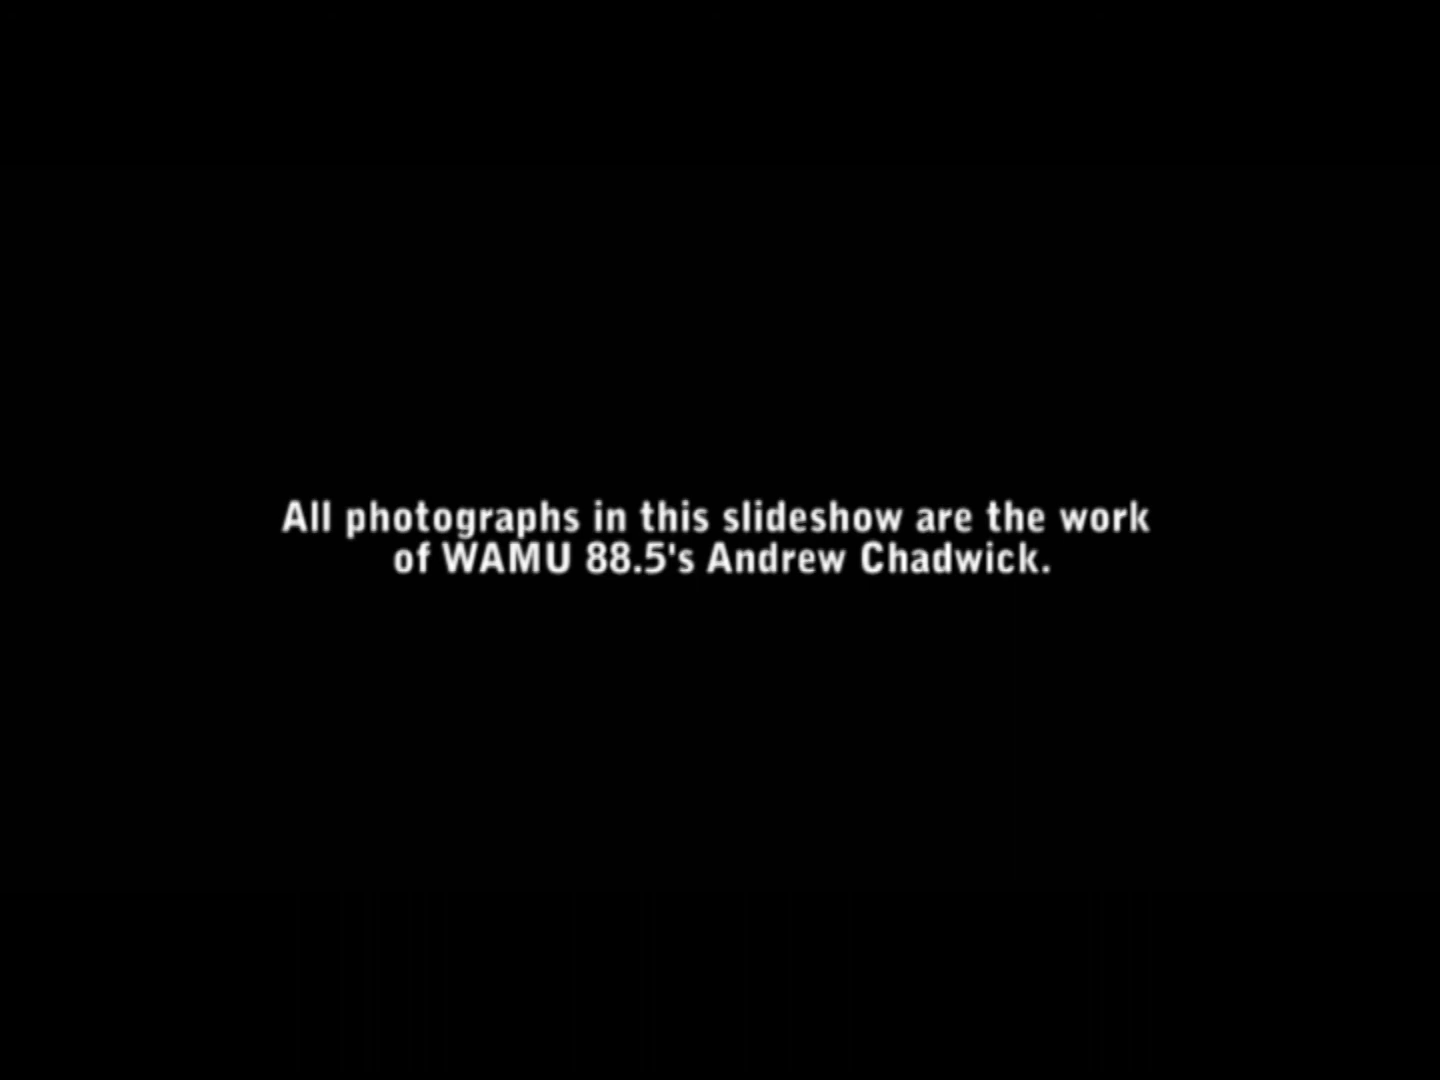 All photographs in this slideshow are the work
of WAMU 88.5's Andrew Chadwick.